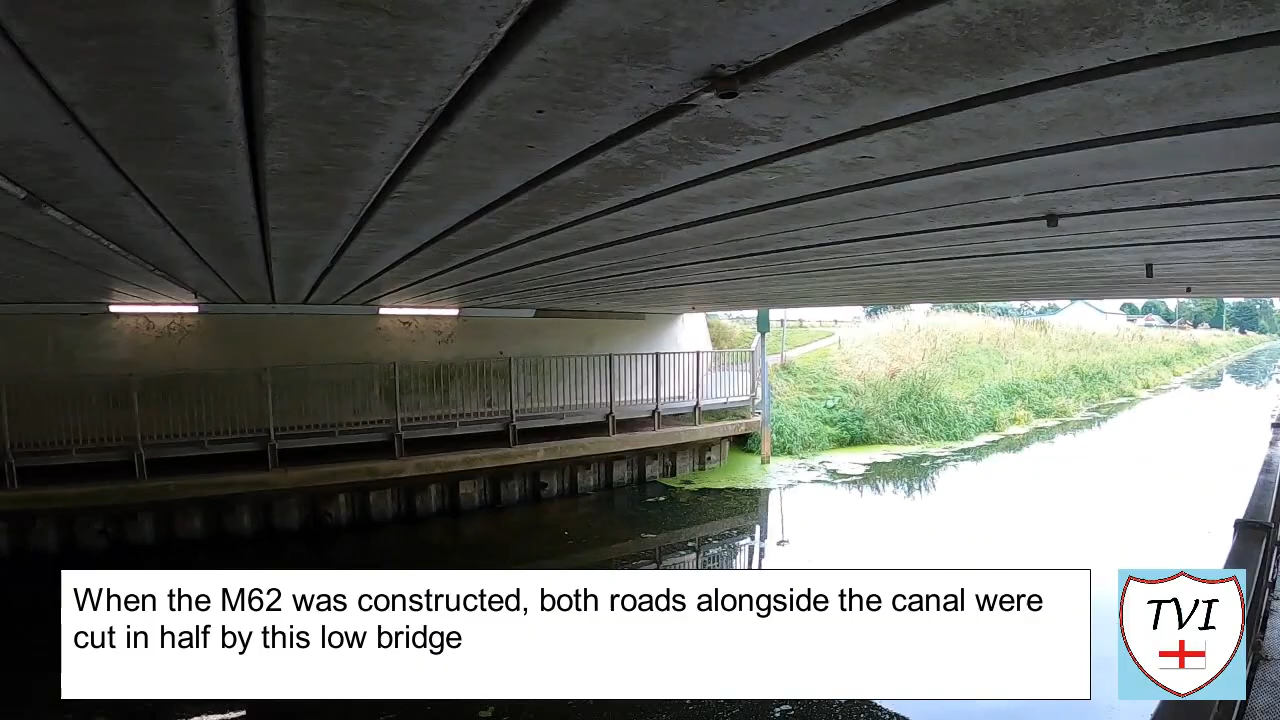 When the M62 was constructed, both roads alongside the canal were
cut in half by this low bridge
TVI